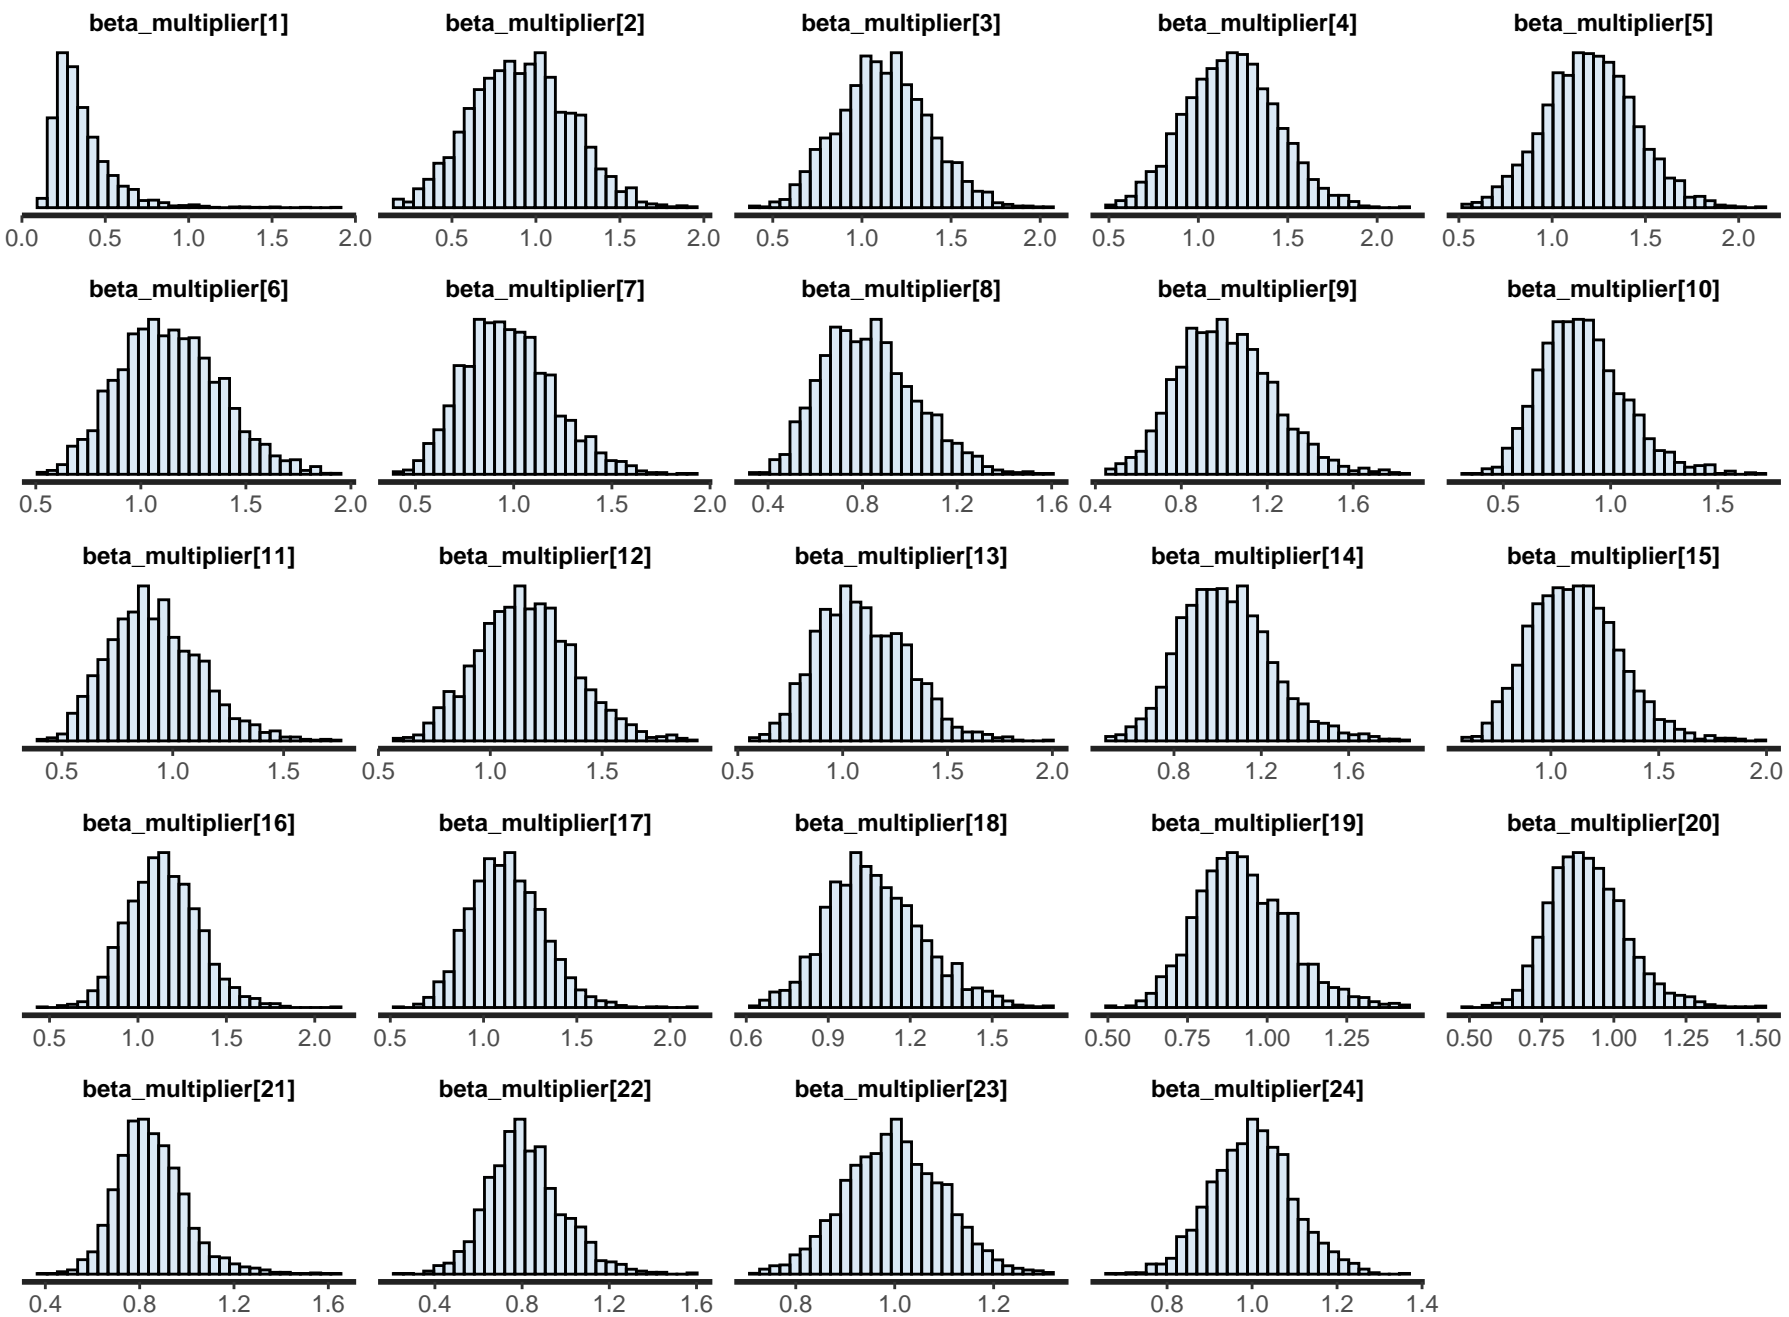 beta_multiplier[1] beta_multiplier[2] beta_multiplier[3] beta_multiplier[4] beta_multiplier[5]
0.0 0.5 1.0 1.5 2.0 0.5 1.0 1.5 2.0 0.5 1.0 1.5 2.0 0.5 1.0 1.5 2.0 0.5 1.0 1.5 2.0
beta_multiplier[6] beta_multiplier[7] beta_multiplier[8] beta_multiplier[9] beta_multiplier[10]
0.5 1.0 1.5 2.0 0.5 1.0 1.5 2.0 0.4 0.8 1.2 1.6 0.4 0.8 1.2 1.6 0.5 1.0 1.5
beta_multiplier[11] beta_multiplier[12] beta_multiplier[13] beta_multiplier[14] beta_multiplier[15]
0.5 1.0 1.5 0.5 1.0 1.5 0.5 1.0 1.5 2.0 0.8 1.2 1.6 1.0 1.5 2.0
beta_multiplier[16] beta_multiplier[17] beta_multiplier[18] beta_multiplier[19] beta_multiplier[20]
0.5 1.0 1.5 2.0 0.5 1.0 1.5 2.0 0.6 0.9 1.2 1.5 0.50 0.75 1.00 1.25 0.50 0.75 1.00 1.25 1.50
beta_multiplier[21] beta_multiplier[22] beta_multiplier[23] beta_multiplier[24]
0.4 0.8 1.2 1.6 0.4 0.8 1.2 1.6 0.8 1.0 1.2 0.8 1.0 1.2 1.4